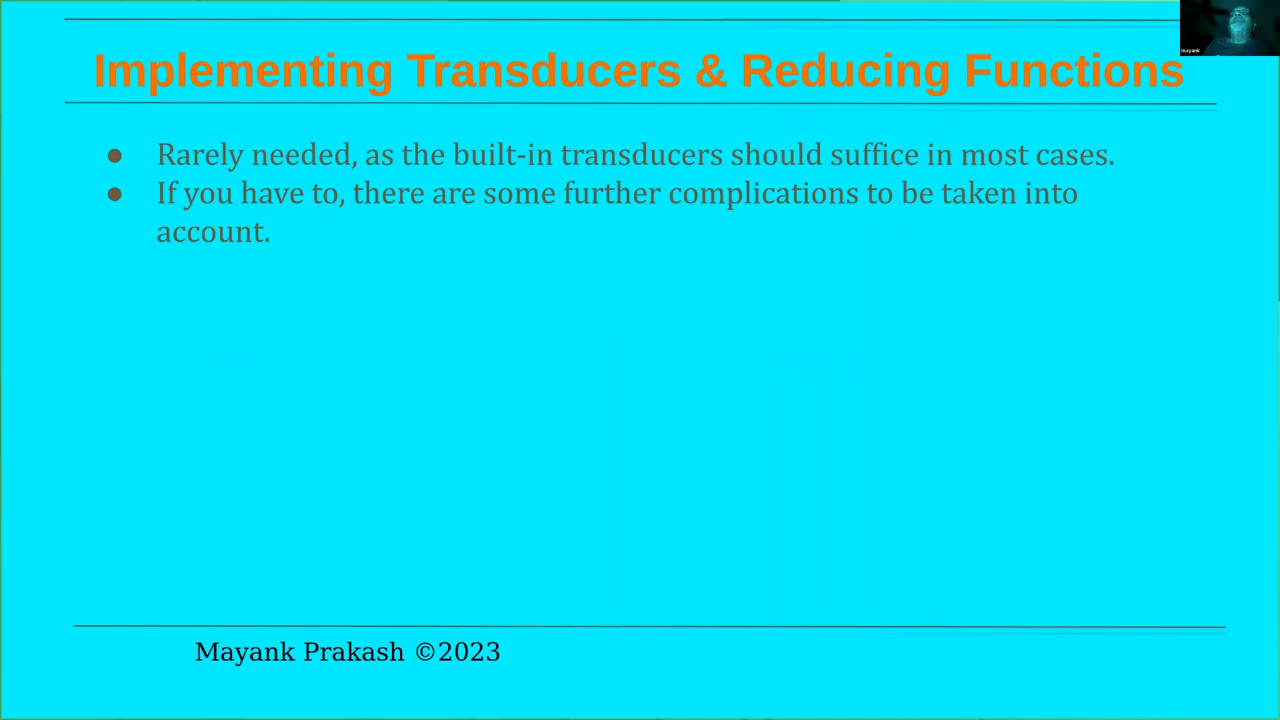 mayank
Implementing Transducers & Reducing Functions
● Rarely needed, as the built-in transducers should suffice in most cases.
● If you have to, there are some further complications to be taken into
account.
Mayank Prakash ©2023